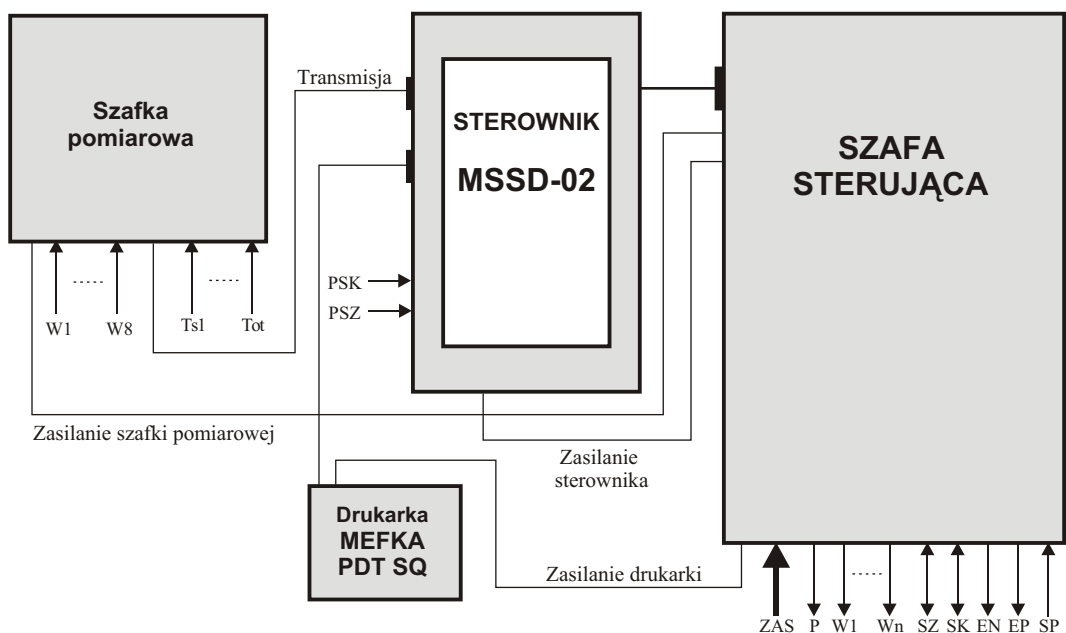 Szafka
pomiarowa
Transmisja
STEROWNIK
MSSD-02
SZAFA
STERUJĄCA
PSK
PSZ
W1 ..... W8 Ts1 ..... Tot
Zasilanie szafki pomiarowej
Zasilanie
sterownika
Drukarka
MEFKA
PDT SQ
Zasilanie drukarki
ZAS P W1 ..... Wn SZ SK EN EP SP